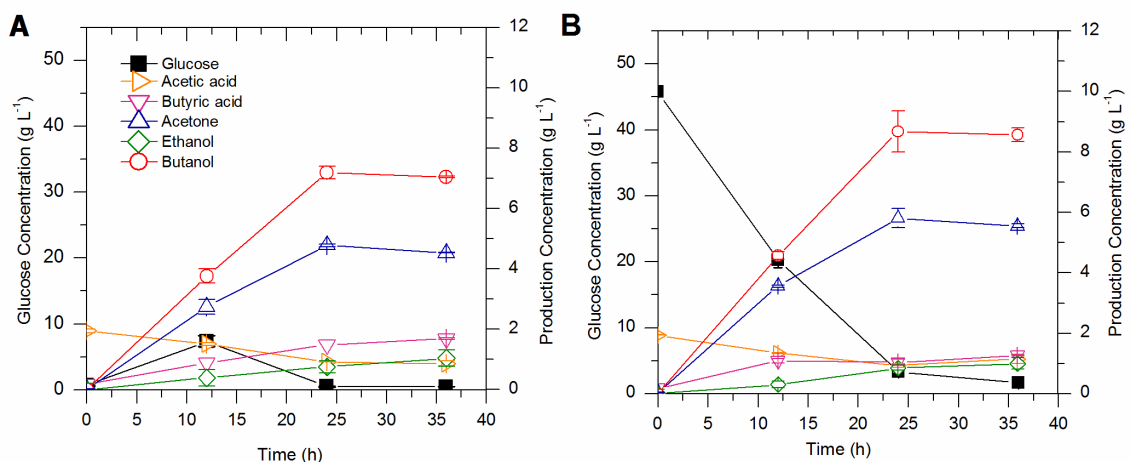 A
Glucose Concentration (g L⁻¹)
50
40
30
20
10
0
Glucose
Acetic acid
Butyric acid
Acetone
Ethanol
Butanol
12
10
8
6
4
2
0
Production Concentration (g L⁻¹)
0 5 10 15 20 25 30 35 40
Time (h)
B
Glucose Concentration (g L⁻¹)
50
40
30
20
10
0
12
10
8
6
4
2
0
Production Concentration (g L⁻¹)
0 5 10 15 20 25 30 35 40
Time (h)